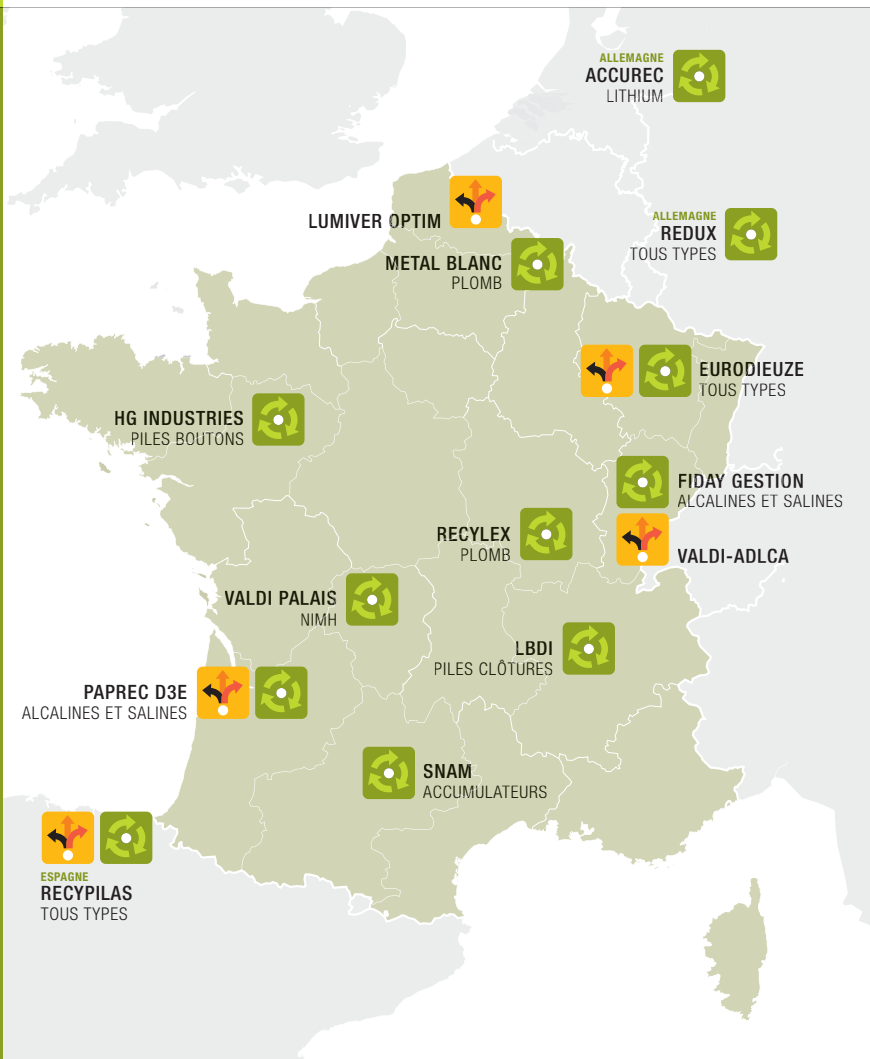 ALLEMAGNE
ACCUREC
LITHIUM
LUMIVER OPTIM
ALLEMAGNE
REDUX
TOUS TYPES
METAL BLANC
PLOMB
EURODIEUZE
TOUS TYPES
HG INDUSTRIES
PILES BOUTONS
FIDAY GESTION
ALCALINES ET SALINES
RECYLEX
PLOMB
VALDI-ADLCA
VALDI PALAIS
NIMH
LBDI
PILES CLÔTURES
PAPREC D3E
ALCALINES ET SALINES
SNAM
ACCUMULATEURS
ESPAGNE
RECYPILAS
TOUS TYPES